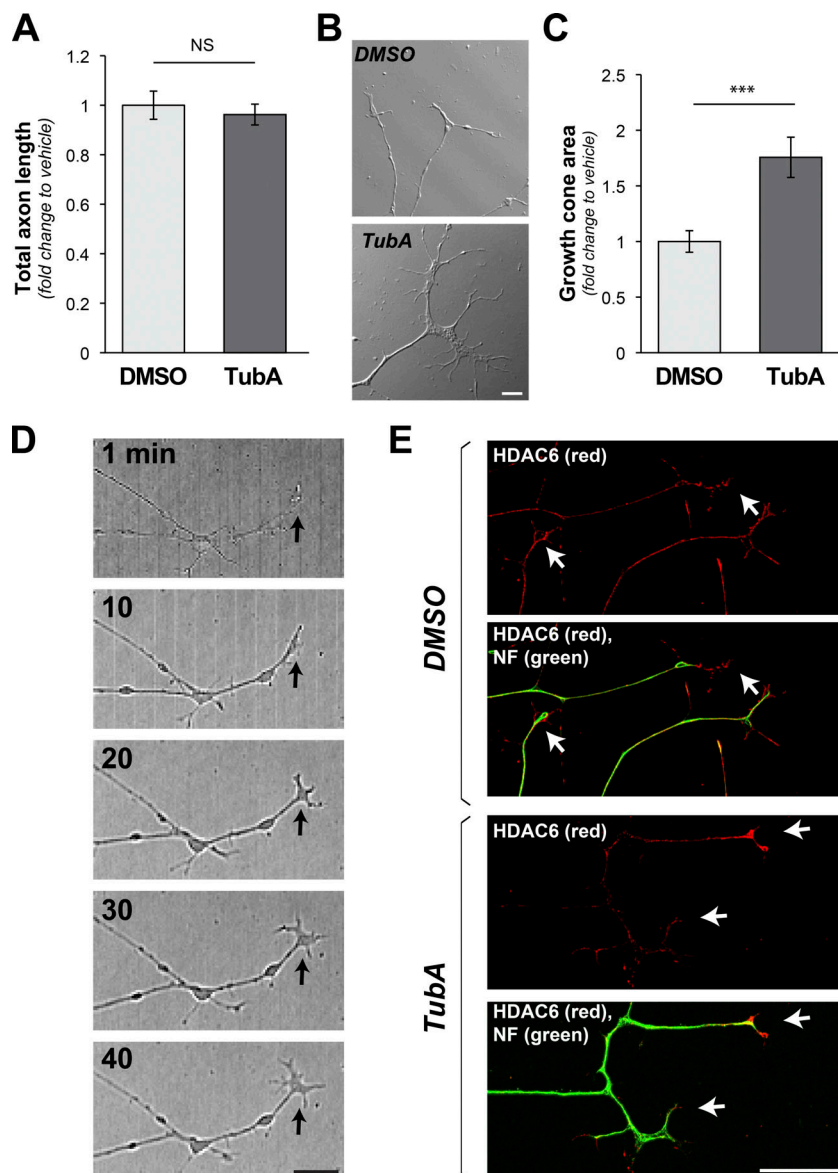 A
Total axon length
(fold change to vehicle)
1.2
1
0.8
0.6
0.4
0.2
0
NS
DMSO TubA
B
DMSO
TubA
C
Growth cone area
(fold change to vehicle)
2.5
2
1.5
1
0.5
0
***
DMSO TubA
D
1 min
10
20
30
40
E
DMSO
HDAC6 (red)
HDAC6 (red),
NF (green)
TubA
HDAC6 (red)
HDAC6 (red),
NF (green)